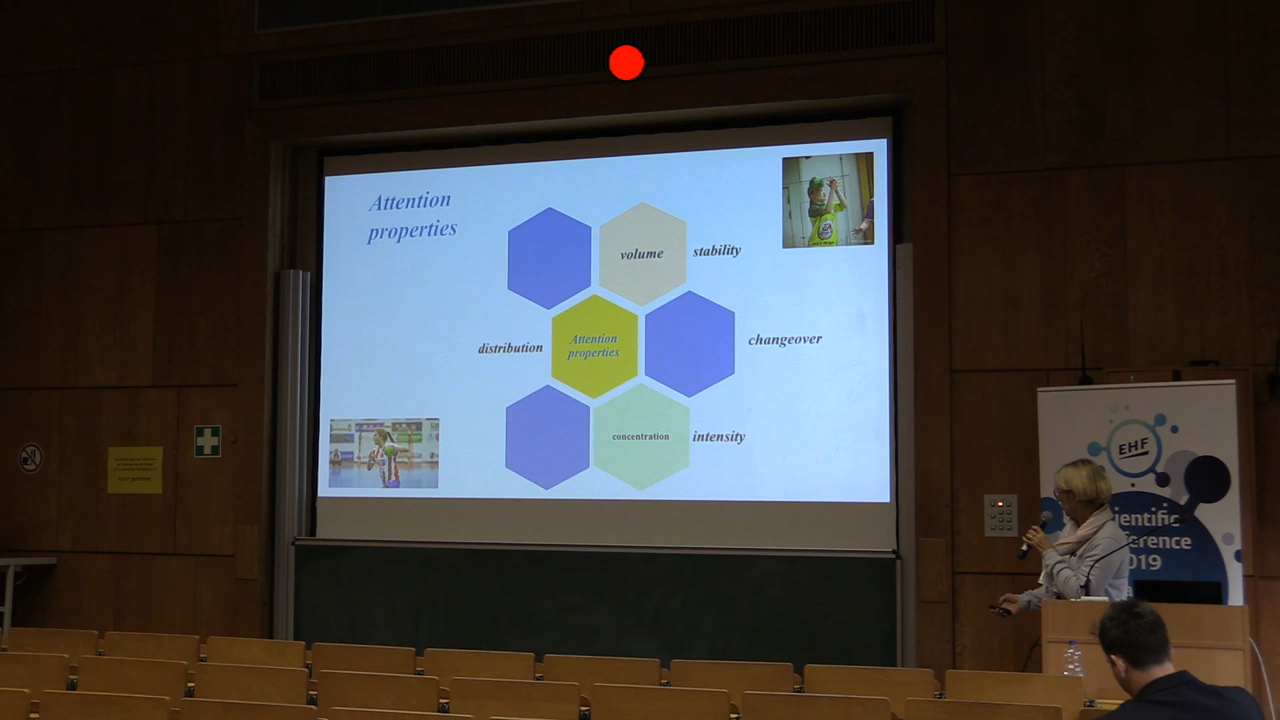 Attention
properties
volume
stability
distribution
Attention
properties
changeover
concentration
intensity
EHF
ientific
erence
019